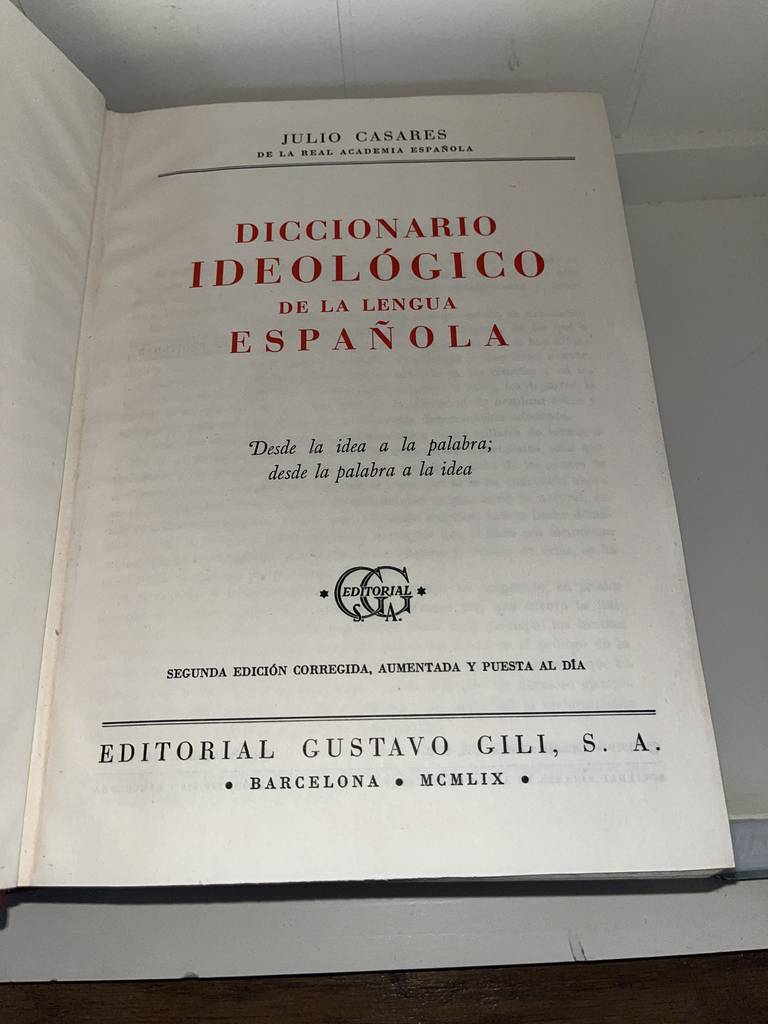 JULIO CASARES
DE LA REAL ACADEMIA ESPAÑOLA
DICCIONARIO
IDEOLÓGICO
DE LA LENGUA
ESPAÑOLA
Desde la idea a la palabra;
desde la palabra a la idea
GG
EDITORIAL
S. A.
SEGUNDA EDICIÓN CORREGIDA, AUMENTADA Y PUESTA AL DÍA
EDITORIAL GUSTAVO GILI, S. A.
• BARCELONA • MCMLIX •